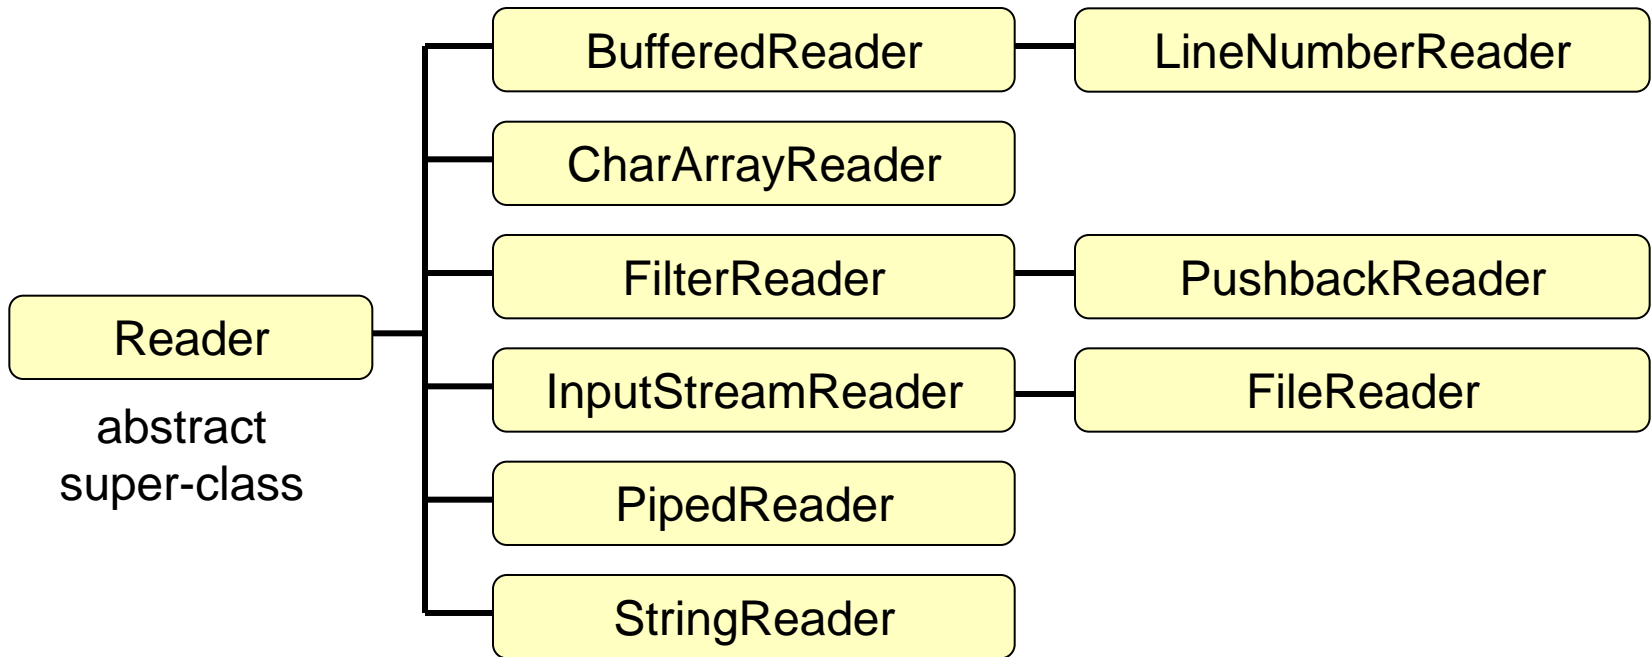 BufferedReader
LineNumberReader
CharArrayReader
FilterReader
PushbackReader
Reader
InputStreamReader
FileReader
abstract
super-class
PipedReader
StringReader